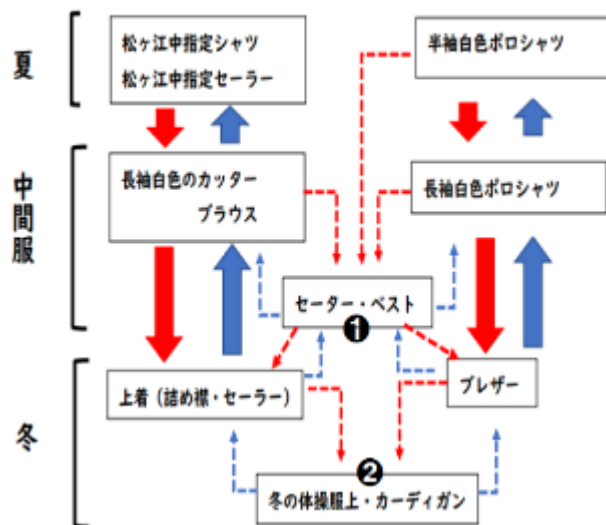 夏
松ヶ江中指定シャツ
松ヶ江中指定セーラー
半袖白色ポロシャツ
中間服
長袖白色のカッター
ブラウス
長袖白色ポロシャツ
セーター・ベスト
❶
冬
上着（詰め襟・セーラー）
ブレザー
❷
冬の体操服上・カーディガン